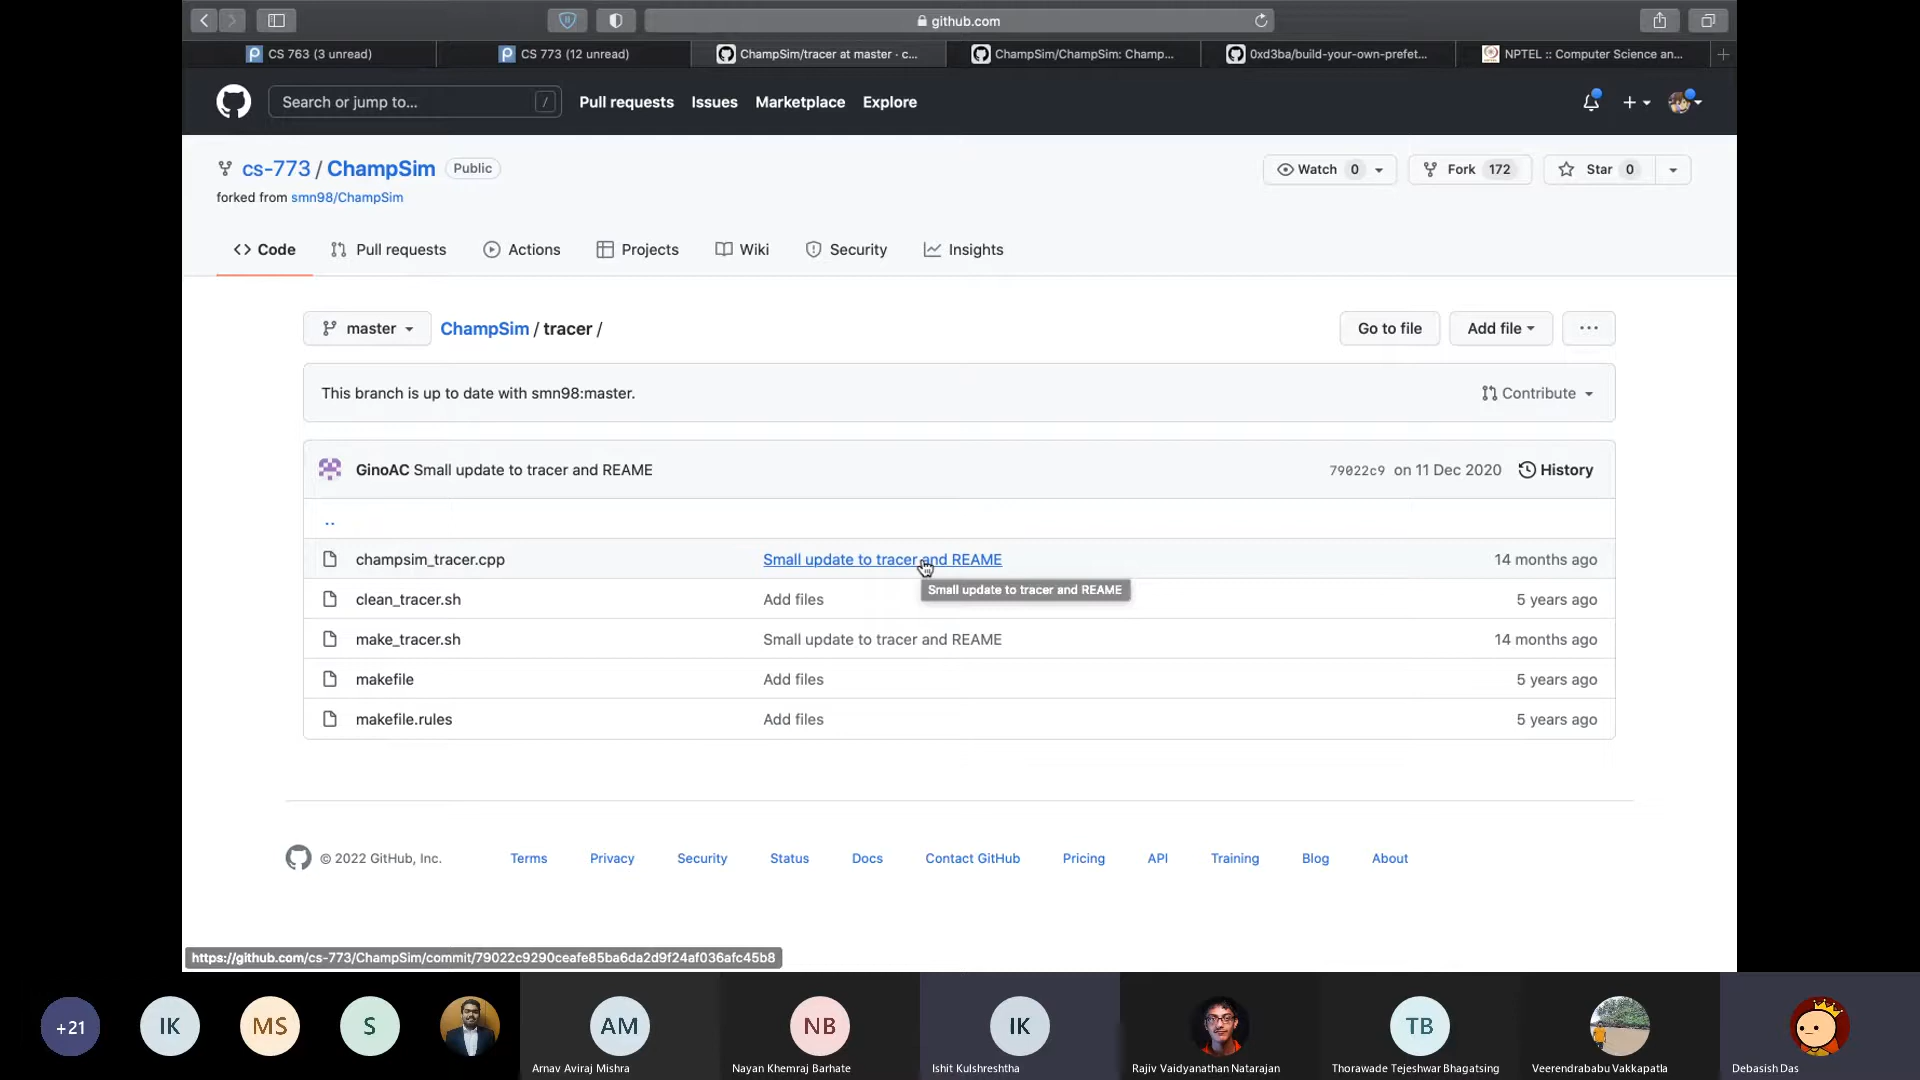 github.com
CS 763 (3 unread)
CS 773 (12 unread)
ChampSim/tracer at master · c...
ChampSim/ChampSim: Champ...
0xd3ba/build-your-own-prefet...
NPTEL :: Computer Science an...
Search or jump to...
/
Pull requests
Issues
Marketplace
Explore
cs-773 / ChampSim
Public
Watch 0
Fork 172
Star 0
forked from smn98/ChampSim
Code
Pull requests
Actions
Projects
Wiki
Security
Insights
master
ChampSim / tracer /
Go to file
Add file
...
This branch is up to date with smn98:master.
Contribute
GinoAC Small update to tracer and REAME
79022c9 on 11 Dec 2020
History
..
champsim_tracer.cpp
Small update to tracer and REAME
14 months ago
Small update to tracer and REAME
clean_tracer.sh
Add files
5 years ago
make_tracer.sh
Small update to tracer and REAME
14 months ago
makefile
Add files
5 years ago
makefile.rules
Add files
5 years ago
© 2022 GitHub, Inc.
Terms
Privacy
Security
Status
Docs
Contact GitHub
Pricing
API
Training
Blog
About
https://github.com/cs-773/ChampSim/commit/79022c9290ceafe85ba6da2d9f24af036afc45b8
+21
IK
MS
S
AM
NB
IK
TB
Arnav Aviraj Mishra
Nayan Khemraj Barhate
Ishit Kulshreshtha
Rajiv Vaidyanathan Natarajan
Thorawade Tejeshwar Bhagatsing
Veerendrababu Vakkapatla
Debasish Das